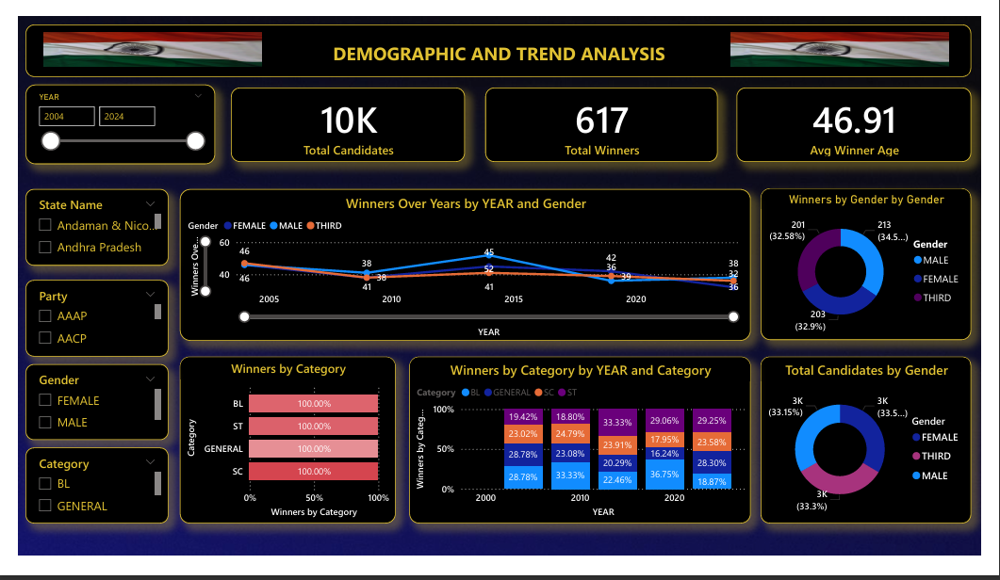 DEMOGRAPHIC AND TREND ANALYSIS
YEAR
2004
2024
10K
Total Candidates
617
Total Winners
46.91
Avg Winner Age
State Name
Andaman & Nico...
Andhra Pradesh
Party
AAAP
AACP
Gender
FEMALE
MALE
Category
BL
GENERAL
Winners Over Years by YEAR and Gender
Gender FEMALE MALE THIRD
Winners Ove...
60
40
46
46
38
38
41
45
52
41
42
36
39
38
32
36
2005 2010 2015 2020
YEAR
Winners by Gender by Gender
201
(32.58%)
213
(34.5...)
203
(32.9%)
Gender
MALE
FEMALE
THIRD
Winners by Category
Category
BL 100.00%
ST 100.00%
GENERAL 100.00%
SC 100.00%
0% 50% 100%
Winners by Category
Winners by Category by YEAR and Category
Category BL GENERAL SC ST
Winners by Categ...
100%
50%
0%
19.42% 18.80% 33.33% 29.06% 29.25%
23.02% 24.79% 23.91% 17.95% 23.58%
28.78% 23.08% 20.29% 16.24% 28.30%
28.78% 33.33% 22.46% 36.75% 18.87%
2000 2010 2020
YEAR
Total Candidates by Gender
3K
(33.15%)
3K
(33.5...)
3K
(33.3%)
Gender
FEMALE
THIRD
MALE